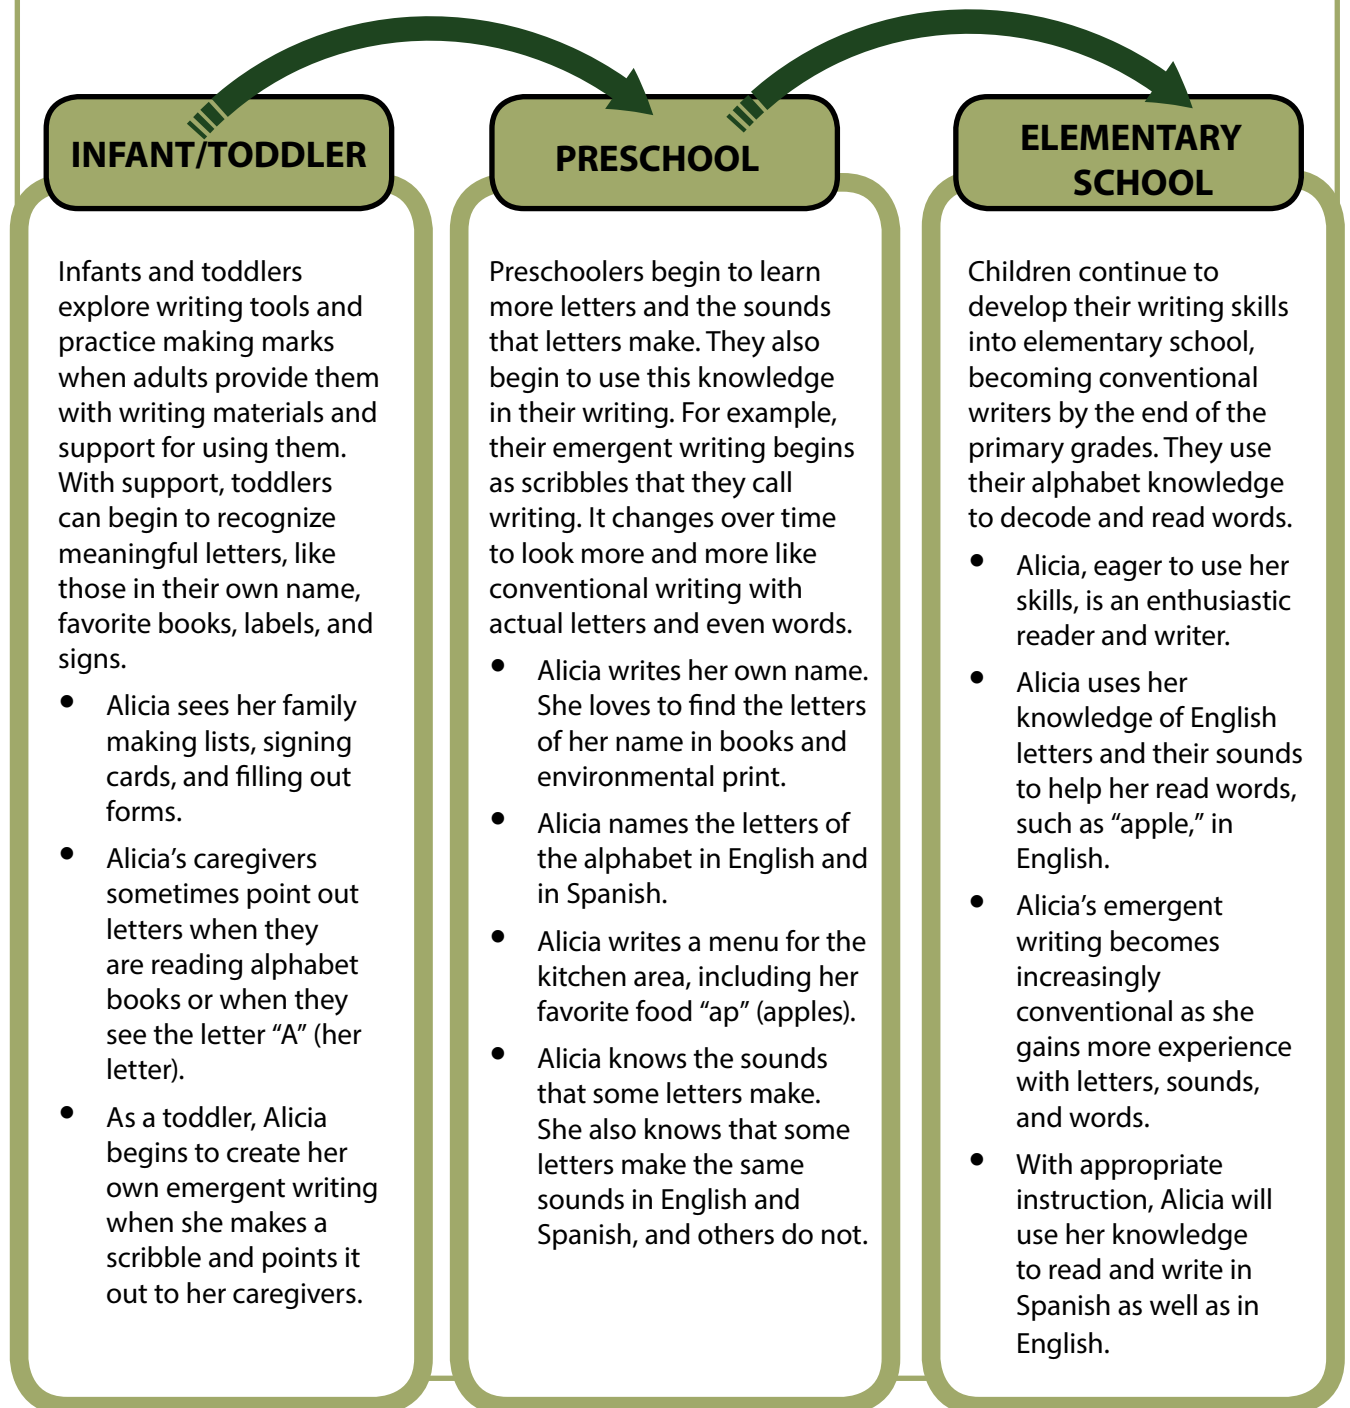 INFANT/TODDLER
Infants and toddlers
explore writing tools and
practice making marks
when adults provide them
with writing materials and
support for using them.
With support, toddlers
can begin to recognize
meaningful letters, like
those in their own name,
favorite books, labels, and
signs.
• Alicia sees her family
making lists, signing
cards, and filling out
forms.
• Alicia’s caregivers
sometimes point out
letters when they
are reading alphabet
books or when they
see the letter “A” (her
letter).
• As a toddler, Alicia
begins to create her
own emergent writing
when she makes a
scribble and points it
out to her caregivers.
PRESCHOOL
Preschoolers begin to learn
more letters and the sounds
that letters make. They also
begin to use this knowledge
in their writing. For example,
their emergent writing begins
as scribbles that they call
writing. It changes over time
to look more and more like
conventional writing with
actual letters and even words.
• Alicia writes her own name.
She loves to find the letters
of her name in books and
environmental print.
• Alicia names the letters of
the alphabet in English and
in Spanish.
• Alicia writes a menu for the
kitchen area, including her
favorite food “ap” (apples).
• Alicia knows the sounds
that some letters make.
She also knows that some
letters make the same
sounds in English and
Spanish, and others do not.
ELEMENTARY
SCHOOL
Children continue to
develop their writing skills
into elementary school,
becoming conventional
writers by the end of the
primary grades. They use
their alphabet knowledge
to decode and read words.
• Alicia, eager to use her
skills, is an enthusiastic
reader and writer.
• Alicia uses her
knowledge of English
letters and their sounds
to help her read words,
such as “apple,” in
English.
• Alicia’s emergent
writing becomes
increasingly
conventional as she
gains more experience
with letters, sounds,
and words.
• With appropriate
instruction, Alicia will
use her knowledge
to read and write in
Spanish as well as in
English.